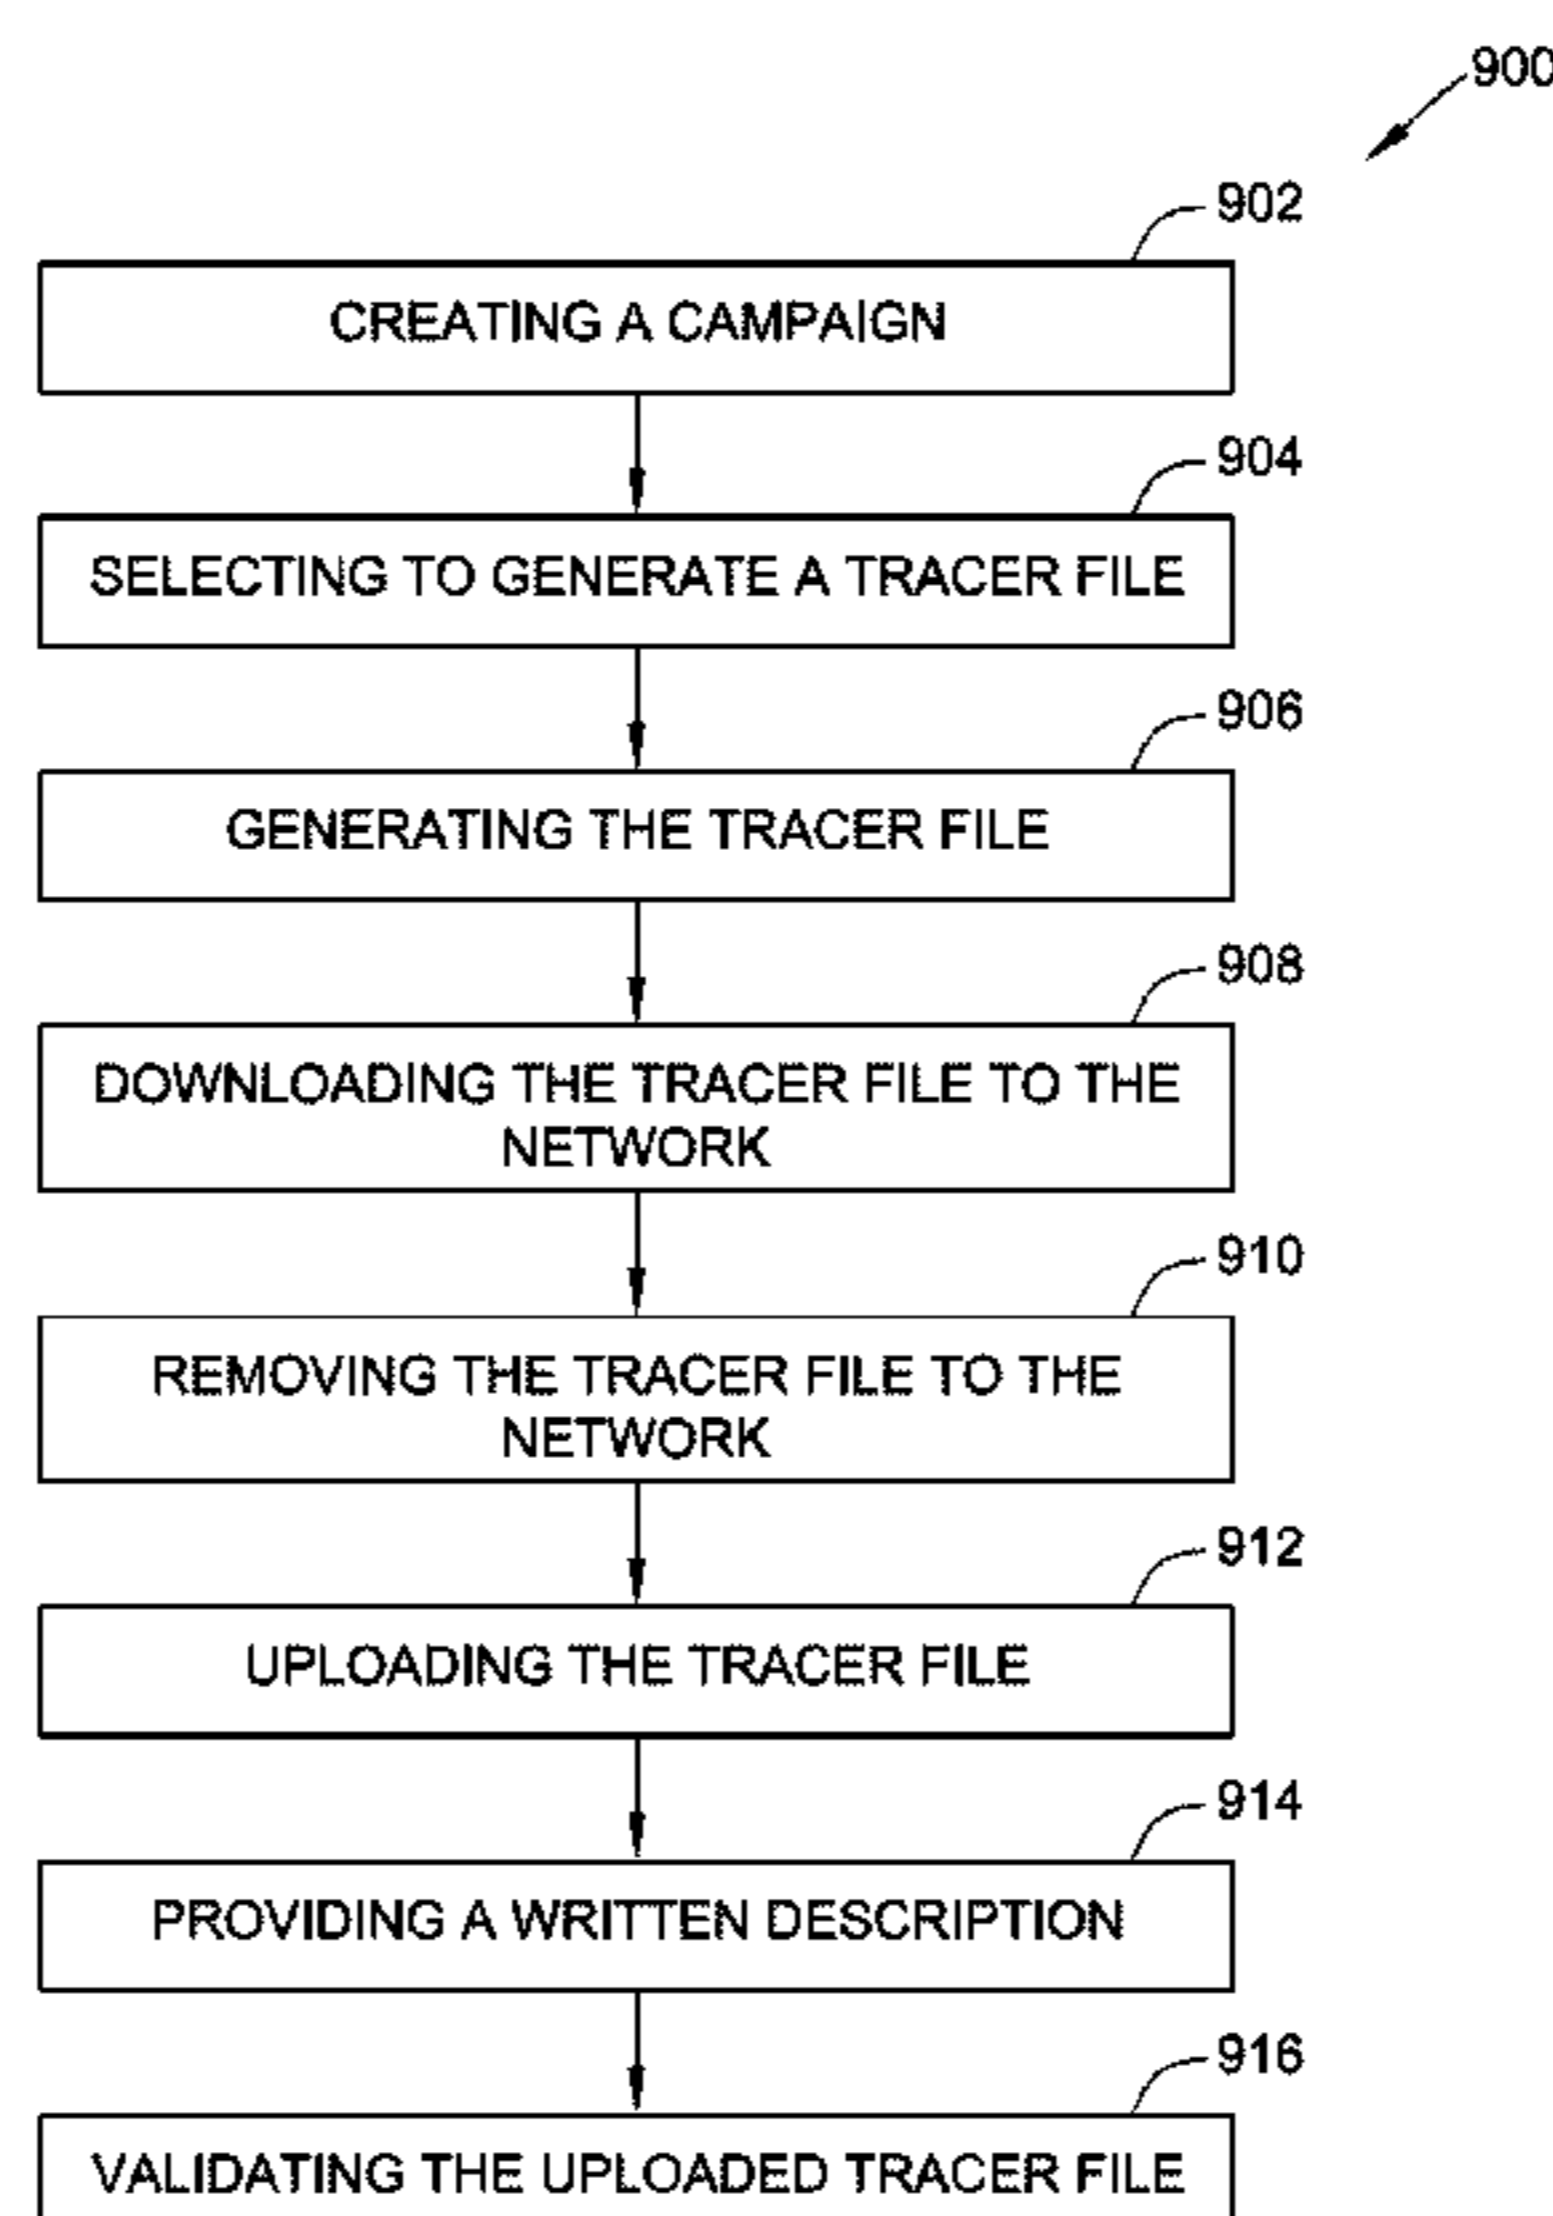 900
902
CREATING A CAMPAIGN
904
SELECTING TO GENERATE A TRACER FILE
906
GENERATING THE TRACER FILE
908
DOWNLOADING THE TRACER FILE TO THE
NETWORK
910
REMOVING THE TRACER FILE TO THE
NETWORK
912
UPLOADING THE TRACER FILE
914
PROVIDING A WRITTEN DESCRIPTION
916
VALIDATING THE UPLOADED TRACER FILE